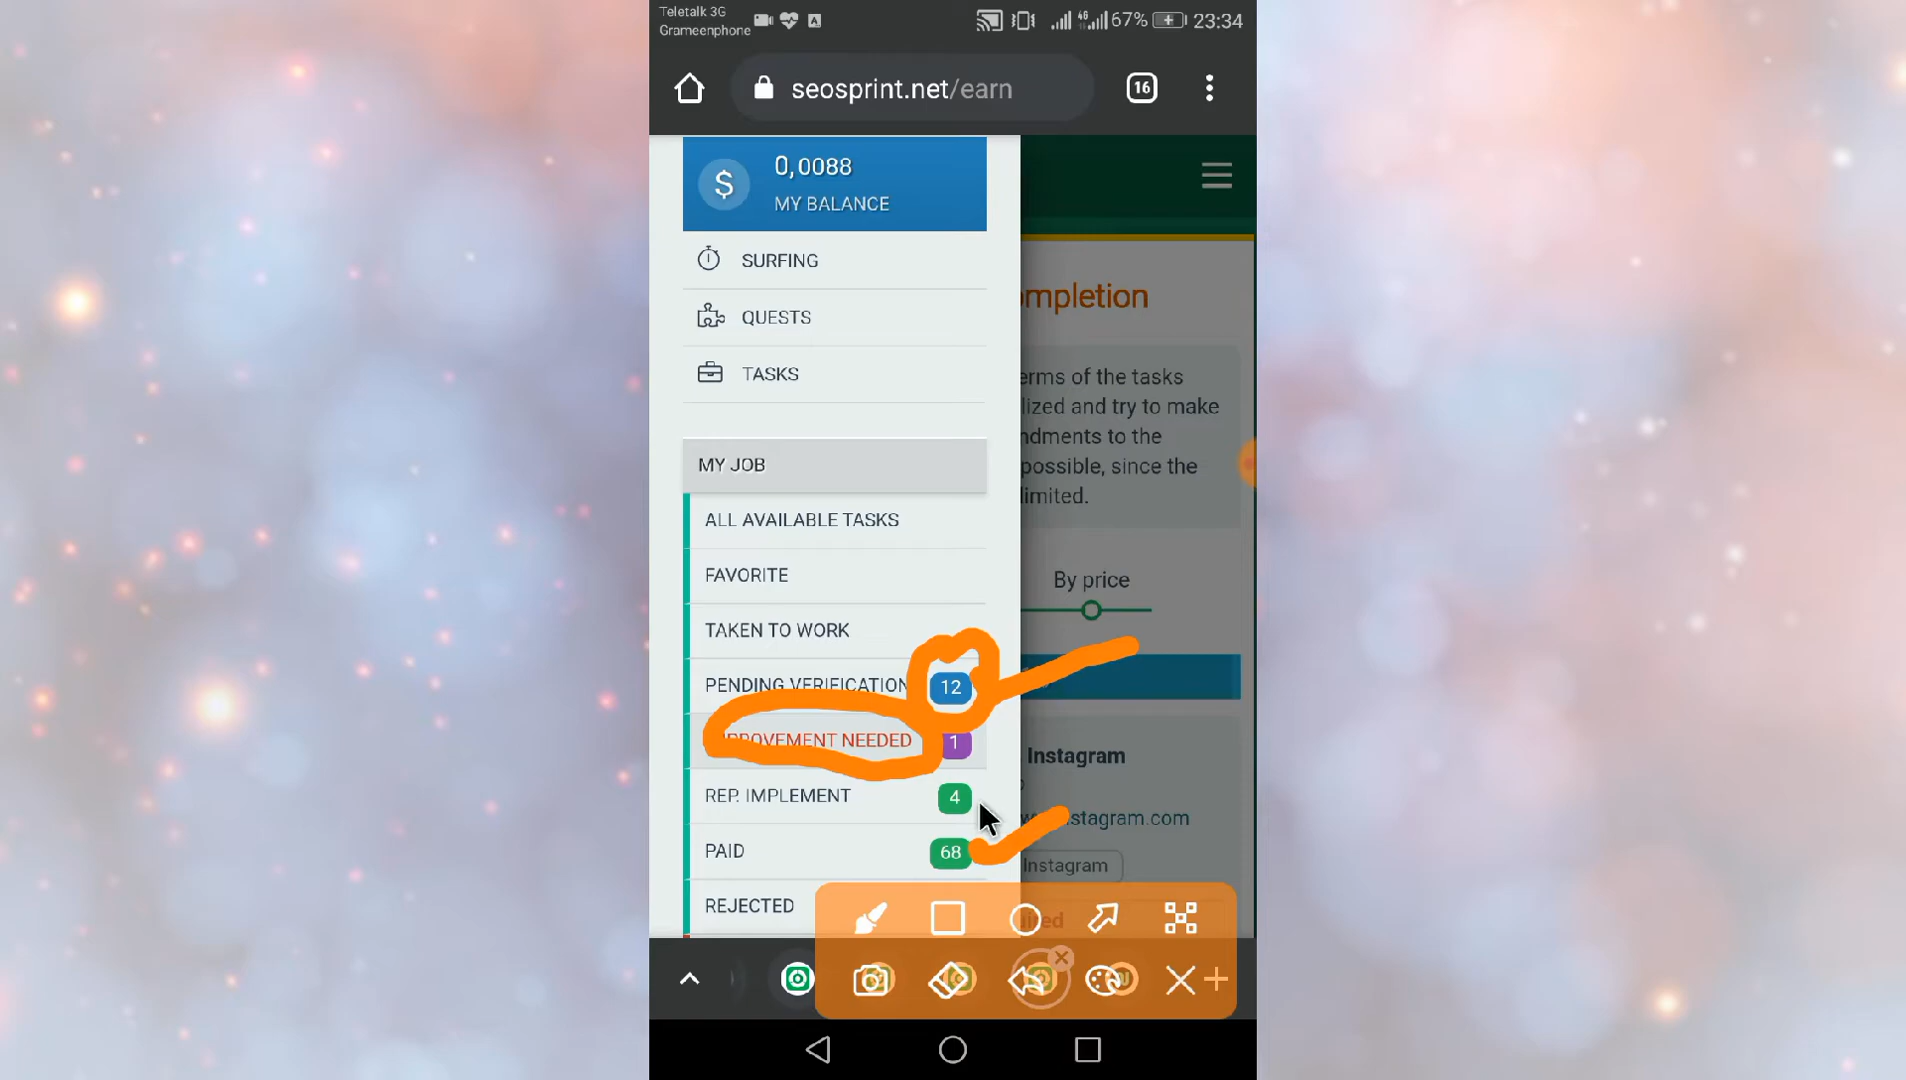 Teletalk 3G
Grameenphone
67%
23:34
seosprint.net/earn
16
0,0088
MY BALANCE
SURFING
QUESTS
TASKS
MY JOB
ALL AVAILABLE TASKS
FAVORITE
TAKEN TO WORK
PENDING VERIFICATION 12
NEEDED 1
REP. IMPLEMENT 4
PAID 68
REJECTED
mpletion
erms of the tasks
lized and try to make
ndments to the
possible, since the
limited.
By price
Instagram
stagram.com
Instagram